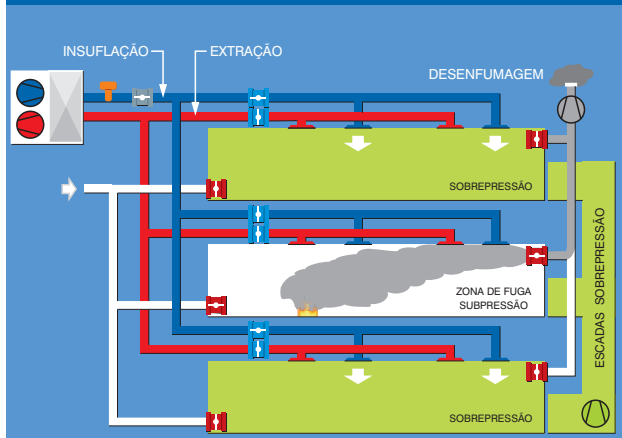 INSUFLAÇÃO
EXTRAÇÃO
DESENFUMAGEM
SOBREPRESSÃO
ZONA DE FUGA
SUBPRESSÃO
SOBREPRESSÃO
ESCADAS SOBREPRESSÃO